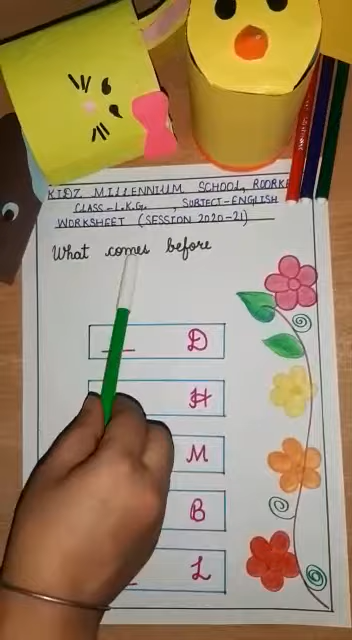 KIDZ MILLENNIUM SCHOOL, ROORKE
CLASS-L.K.G., SUBJECT-ENGLISH
WORKSHEET (SESSION 2020-21)
What comes before
D
H
M
B
L